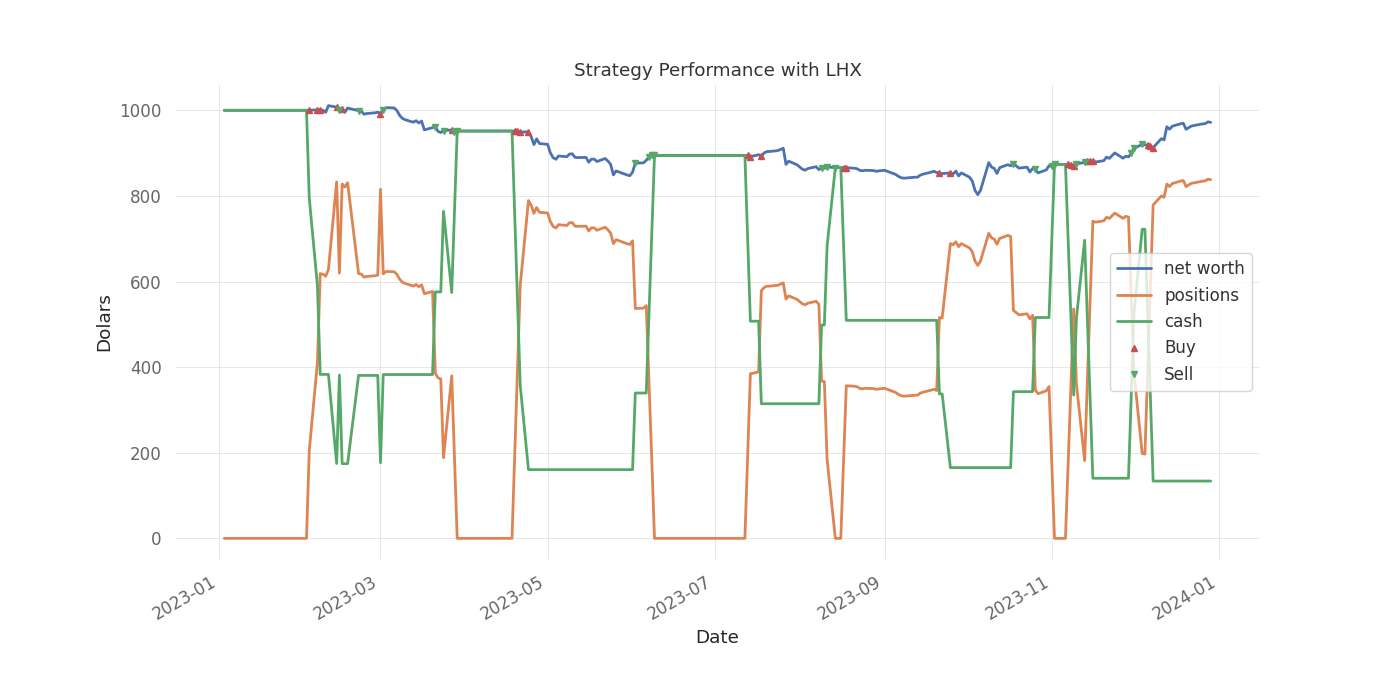 Strategy Performance with LHX
1000
800
600
400
200
0
Dolars
net worth
positions
cash
Buy
Sell
2023-01
2023-03
2023-05
2023-07
2023-09
2023-11
2024-01
Date